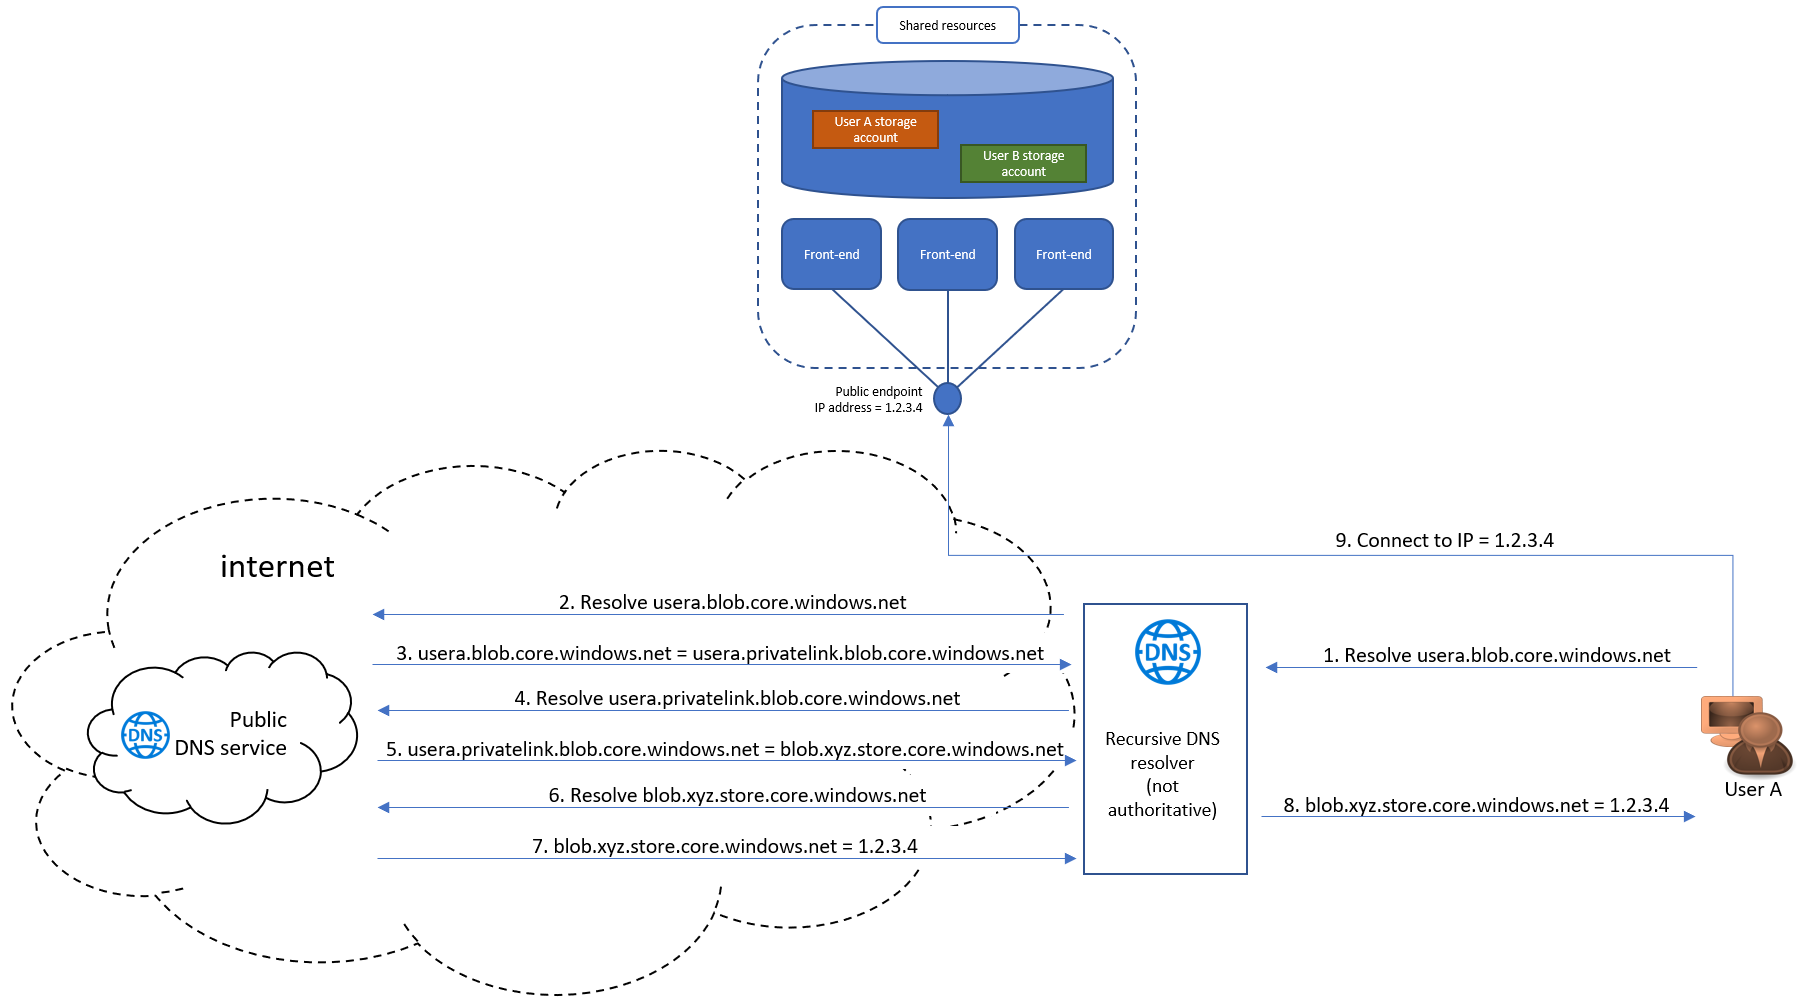 Shared resources
User A storage
account
User B storage
account
Front-end
Front-end
Front-end
Public endpoint
IP address = 1.2.3.4
internet
9. Connect to IP = 1.2.3.4
2. Resolve usera.blob.core.windows.net
3. usera.blob.core.windows.net = usera.privatelink.blob.core.windows.net
4. Resolve usera.privatelink.blob.core.windows.net
5. usera.privatelink.blob.core.windows.net = blob.xyz.store.core.windows.net
6. Resolve blob.xyz.store.core.windows.net
7. blob.xyz.store.core.windows.net = 1.2.3.4
DNS
Public
DNS service
DNS
Recursive DNS
resolver
(not
authoritative)
1. Resolve usera.blob.core.windows.net
User A
8. blob.xyz.store.core.windows.net = 1.2.3.4